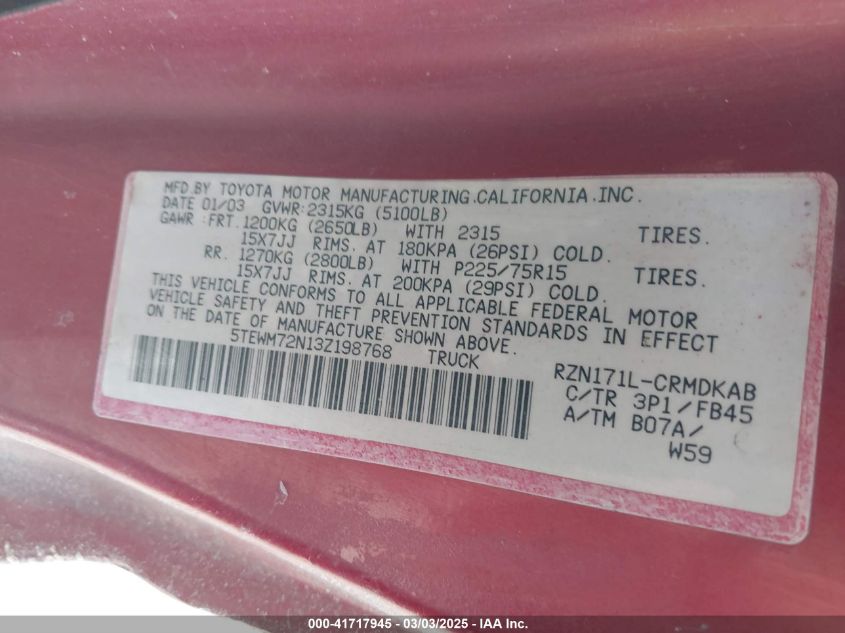 MFD.BY TOYOTA MOTOR MANUFACTURING.CALIFORNIA.INC.
DATE 01/03 GVWR:2315KG (5100LB)
GAWR:FRT.1200KG (2650LB) WITH 2315 TIRES.
15X7JJ RIMS. AT 180KPA (26PSI) COLD.
RR. 1270KG (2800LB) WITH P225/75R15 TIRES.
15X7JJ RIMS. AT 200KPA (29PSI) COLD.
THIS VEHICLE CONFORMS TO ALL APPLICABLE FEDERAL MOTOR
VEHICLE SAFETY AND THEFT PREVENTION STANDARDS IN EFFECT
ON THE DATE OF MANUFACTURE SHOWN ABOVE.
5TEWM72N13Z198768 TRUCK
RZN171L-CRMDKAB
C/TR 3P1/FB45
A/TM B07A/
W59
000-41717945 - 03/03/2025 - IAA Inc.